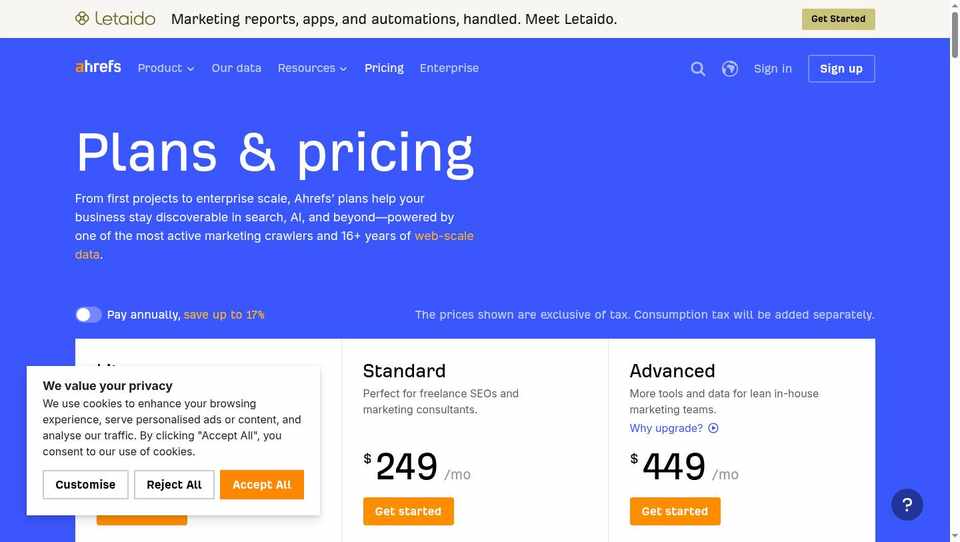 Letaido Marketing reports, apps, and automations, handled. Meet Letaido. Get Started
ahrefs Product Our data Resources Pricing Enterprise Sign in Sign up
Plans & pricing
From first projects to enterprise scale, Ahrefs’ plans help your
business stay discoverable in search, AI, and beyond—powered by
one of the most active marketing crawlers and 16+ years of web-scale
data.
Pay annually, save up to 17% The prices shown are exclusive of tax. Consumption tax will be added separately.
Standard
Perfect for freelance SEOs and
marketing consultants.
$ 249 /mo
Get started
Advanced
More tools and data for lean in-house
marketing teams.
Why upgrade?
$ 449 /mo
Get started
We value your privacy
We use cookies to enhance your browsing
experience, serve personalised ads or content, and
analyse our traffic. By clicking "Accept All", you
consent to our use of cookies.
Customise Reject All Accept All
?